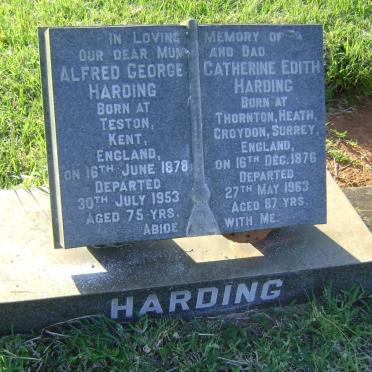 IN LOVING MEMORY OF A
OUR DEAR MUM AND DAD
ALFRED GEORGE
HARDING
BORN AT
TESTON,
KENT,
ENGLAND,
ON 16TH JUNE 1878
DEPARTED
30TH JULY 1953
AGED 75 YRS.
CATHERINE EDITH
HARDING
BORN AT
THORNTON, HEATH,
CROYDON, SURREY,
ENGLAND,
ON 16TH DEC. 1876
DEPARTED
27TH MAY 1963
AGED 87 YRS.
ABIDE WITH ME.
HARDING